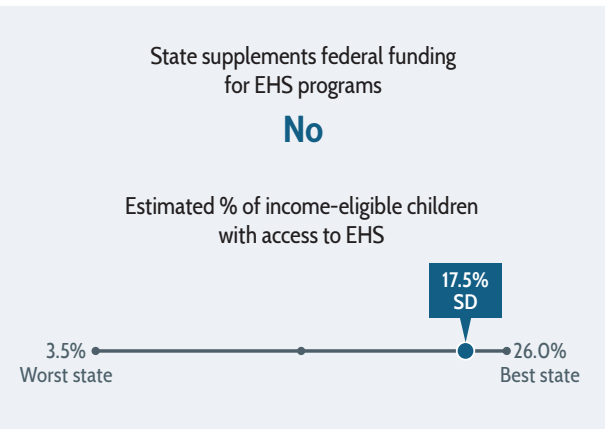 State supplements federal funding
for EHS programs
No
Estimated % of income-eligible children
with access to EHS
17.5%
SD
3.5%
Worst state
26.0%
Best state